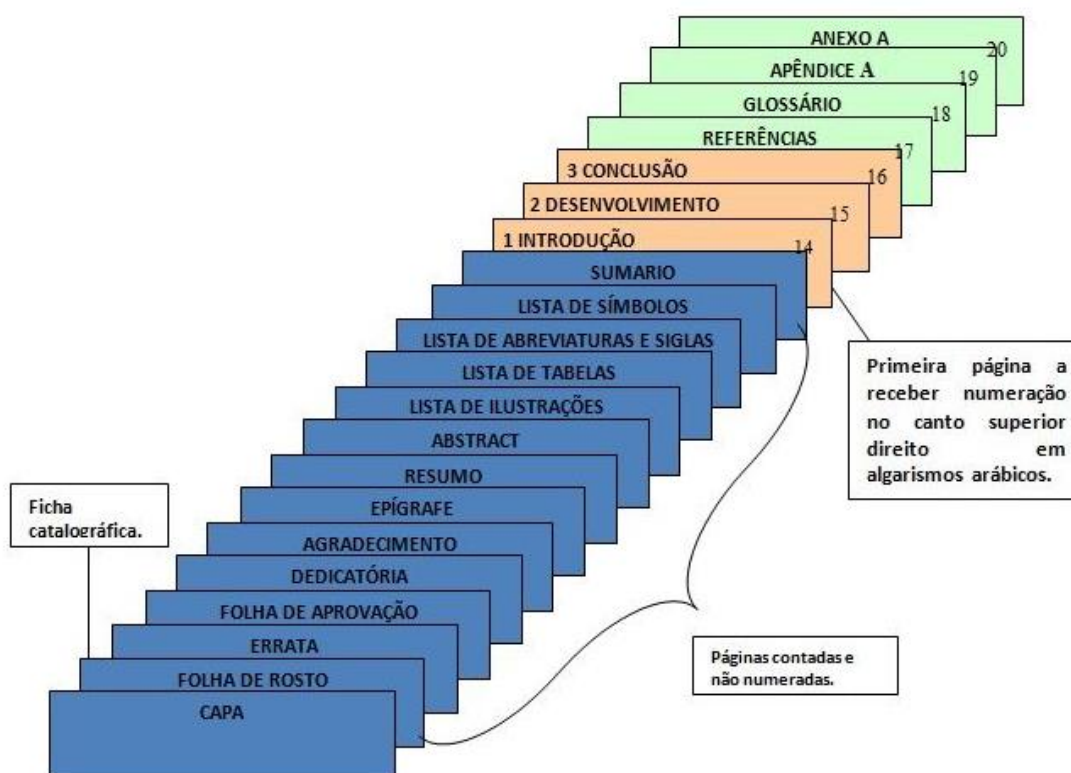 ANEXO A
20
APÊNDICE A
19
GLOSSÁRIO
18
REFERÊNCIAS
17
3 CONCLUSÃO
16
2 DESENVOLVIMENTO
15
1 INTRODUÇÃO
14
SUMARIO
LISTA DE SÍMBOLOS
LISTA DE ABREVIATURAS E SIGLAS
LISTA DE TABELAS
LISTA DE ILUSTRAÇÕES
ABSTRACT
RESUMO
EPÍGRAFE
AGRADECIMENTO
DEDICATÓRIA
FOLHA DE APROVAÇÃO
ERRATA
FOLHA DE ROSTO
CAPA
Primeira página a
receber numeração
no canto superior
direito em
algarismos arábicos.
Ficha
catalográfica.
Páginas contadas e
não numeradas.